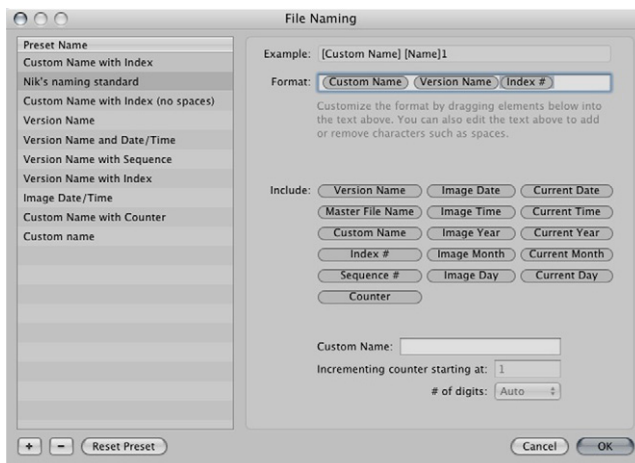 File Naming
Preset Name
Custom Name with Index
Nik's naming standard
Custom Name with Index (no spaces)
Version Name
Version Name and Date/Time
Version Name with Sequence
Version Name with Index
Image Date/Time
Custom Name with Counter
Custom name
+ - Reset Preset
Example: [Custom Name] [Name]1
Format: Custom Name Version Name Index #
Customize the format by dragging elements below into
the text above. You can also edit the text above to add
or remove characters such as spaces.
Include: Version Name Image Date Current Date
Master File Name Image Time Current Time
Custom Name Image Year Current Year
Index # Image Month Current Month
Sequence # Image Day Current Day
Counter
Custom Name:
Incrementing counter starting at: 1
# of digits: Auto
Cancel OK